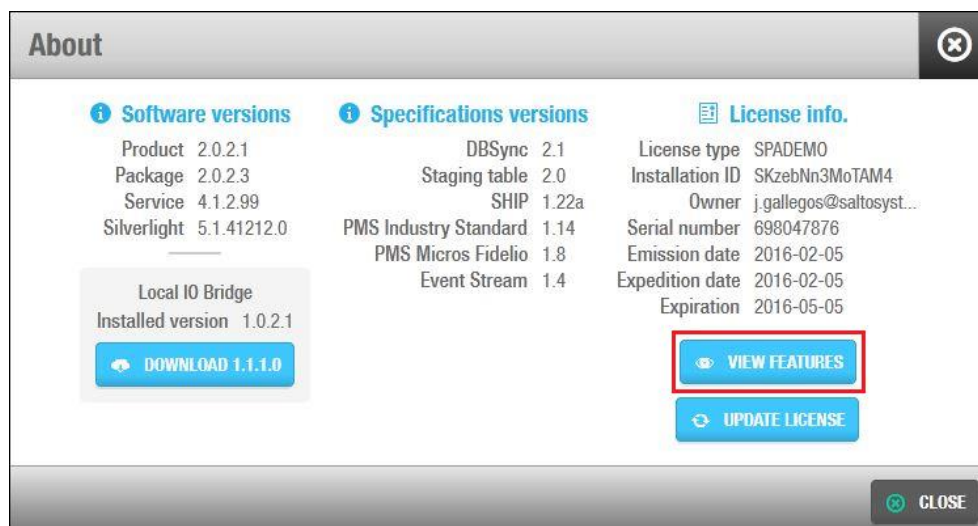 About
Software versions
Product 2.0.2.1
Package 2.0.2.3
Service 4.1.2.99
Silverlight 5.1.41212.0
Local IO Bridge
Installed version 1.0.2.1
DOWNLOAD 1.1.1.0
Specifications versions
DBSync 2.1
Staging table 2.0
SHIP 1.22a
PMS Industry Standard 1.14
PMS Micros Fidelio 1.8
Event Stream 1.4
License info.
License type SPADEMO
Installation ID SKzebNn3MoTAM4
Owner j.gallegos@saltosyst...
Serial number 698047876
Emission date 2016-02-05
Expedition date 2016-02-05
Expiration 2016-05-05
VIEW FEATURES
UPDATE LICENSE
CLOSE